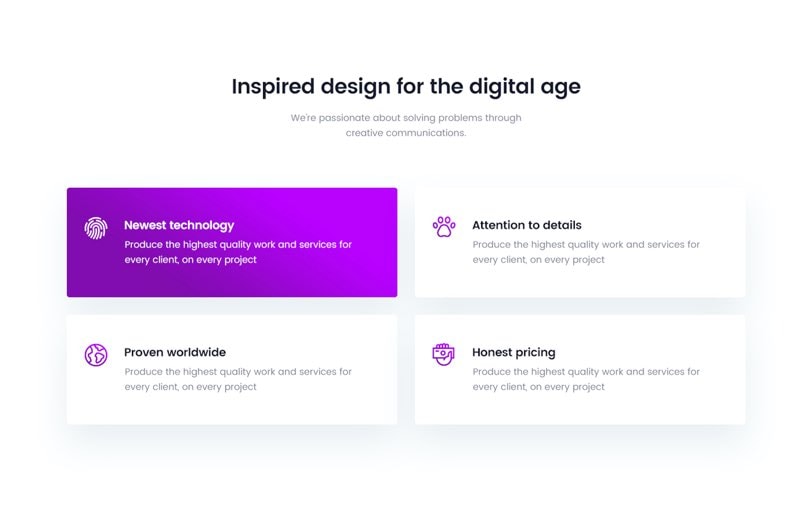 Inspired design for the digital age
We're passionate about solving problems through
creative communications.
Newest technology
Produce the highest quality work and services for
every client, on every project
Attention to details
Produce the highest quality work and services for
every client, on every project
Proven worldwide
Produce the highest quality work and services for
every client, on every project
Honest pricing
Produce the highest quality work and services for
every client, on every project